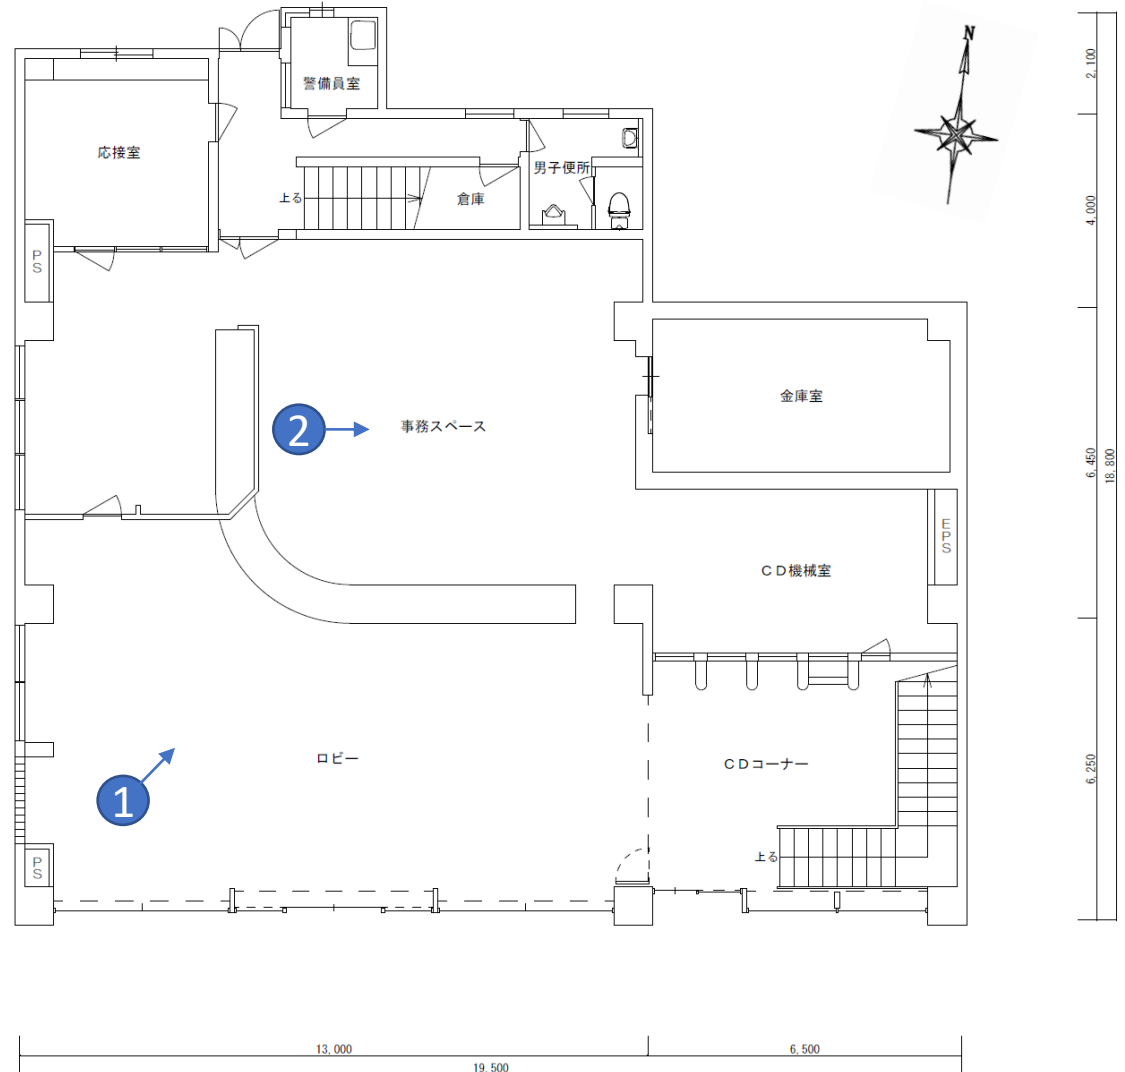 N
2,100
警備員室
応接室
男子便所
上る
倉庫
4,000
PS
金庫室
2
事務スペース
6,450
18,800
EPS
CD機械室
ロビー
CDコーナー
6,250
1
PS
上る
13,000
6,500
19,500